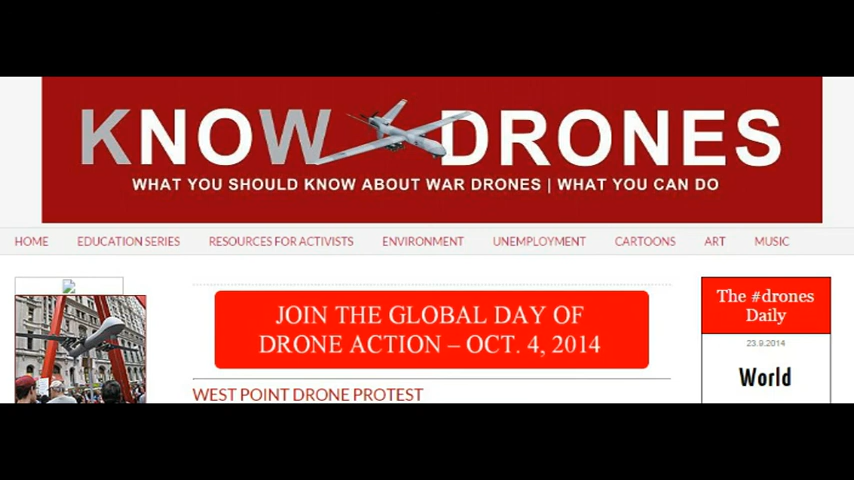 KNOW DRONES
WHAT YOU SHOULD KNOW ABOUT WAR DRONES | WHAT YOU CAN DO
HOME EDUCATION SERIES RESOURCES FOR ACTIVISTS ENVIRONMENT UNEMPLOYMENT CARTOONS ART MUSIC
JOIN THE GLOBAL DAY OF
DRONE ACTION – OCT. 4, 2014
WEST POINT DRONE PROTEST
The #drones
Daily
23.9.2014
World